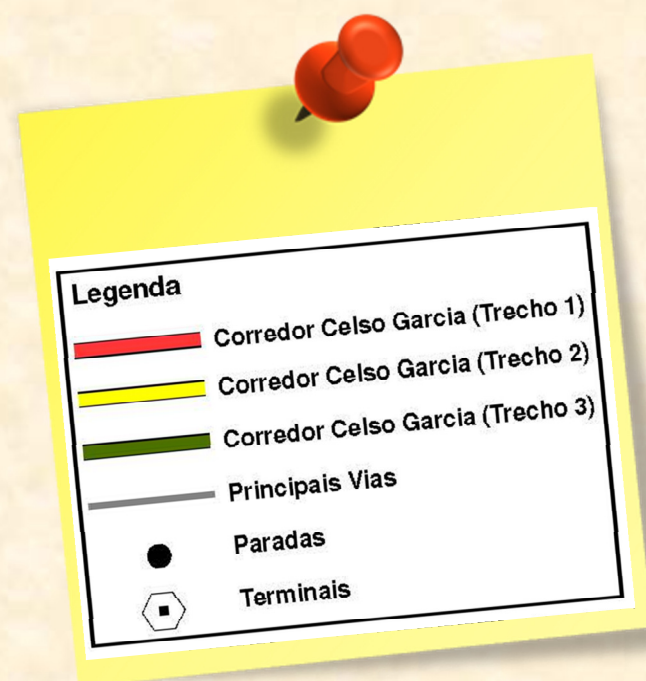 Legenda
Corredor Celso Garcia (Trecho 1)
Corredor Celso Garcia (Trecho 2)
Corredor Celso Garcia (Trecho 3)
Principais Vias
Paradas
Terminais